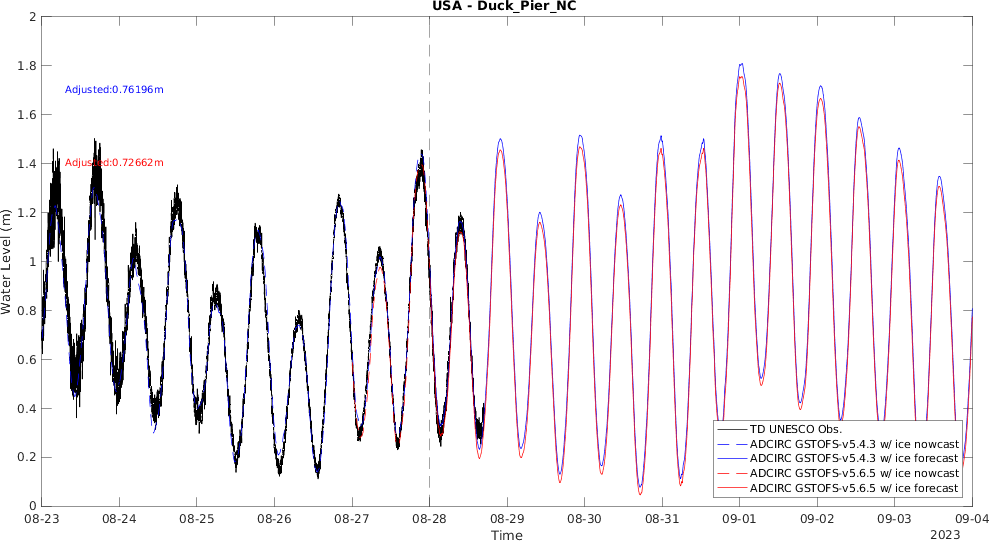 USA - Duck_Pier_NC
2
1.8
1.6
1.4
1.2
1
0.8
0.6
0.4
0.2
0
Water Level (m)
Adjusted:0.76196m
Adjusted:0.72662m
TD UNESCO Obs.
ADCIRC GSTOFS-v5.4.3 w/ ice nowcast
ADCIRC GSTOFS-v5.4.3 w/ ice forecast
ADCIRC GSTOFS-v5.6.5 w/ ice nowcast
ADCIRC GSTOFS-v5.6.5 w/ ice forecast
08-23 08-24 08-25 08-26 08-27 08-28 08-29 08-30 08-31 09-01 09-02 09-03 09-04
Time
2023